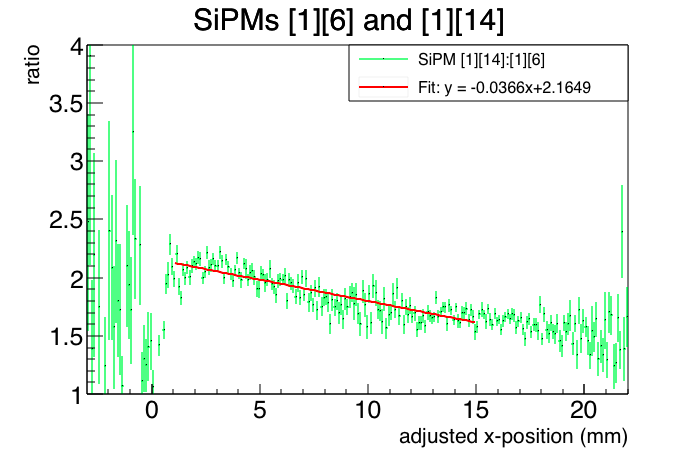 SiPMs [1][6] and [1][14]
ratio
4
3.5
3
2.5
2
1.5
1
SiPM [1][14]:[1][6]
Fit: y = -0.0366x+2.1649
0 5 10 15 20
adjusted x-position (mm)